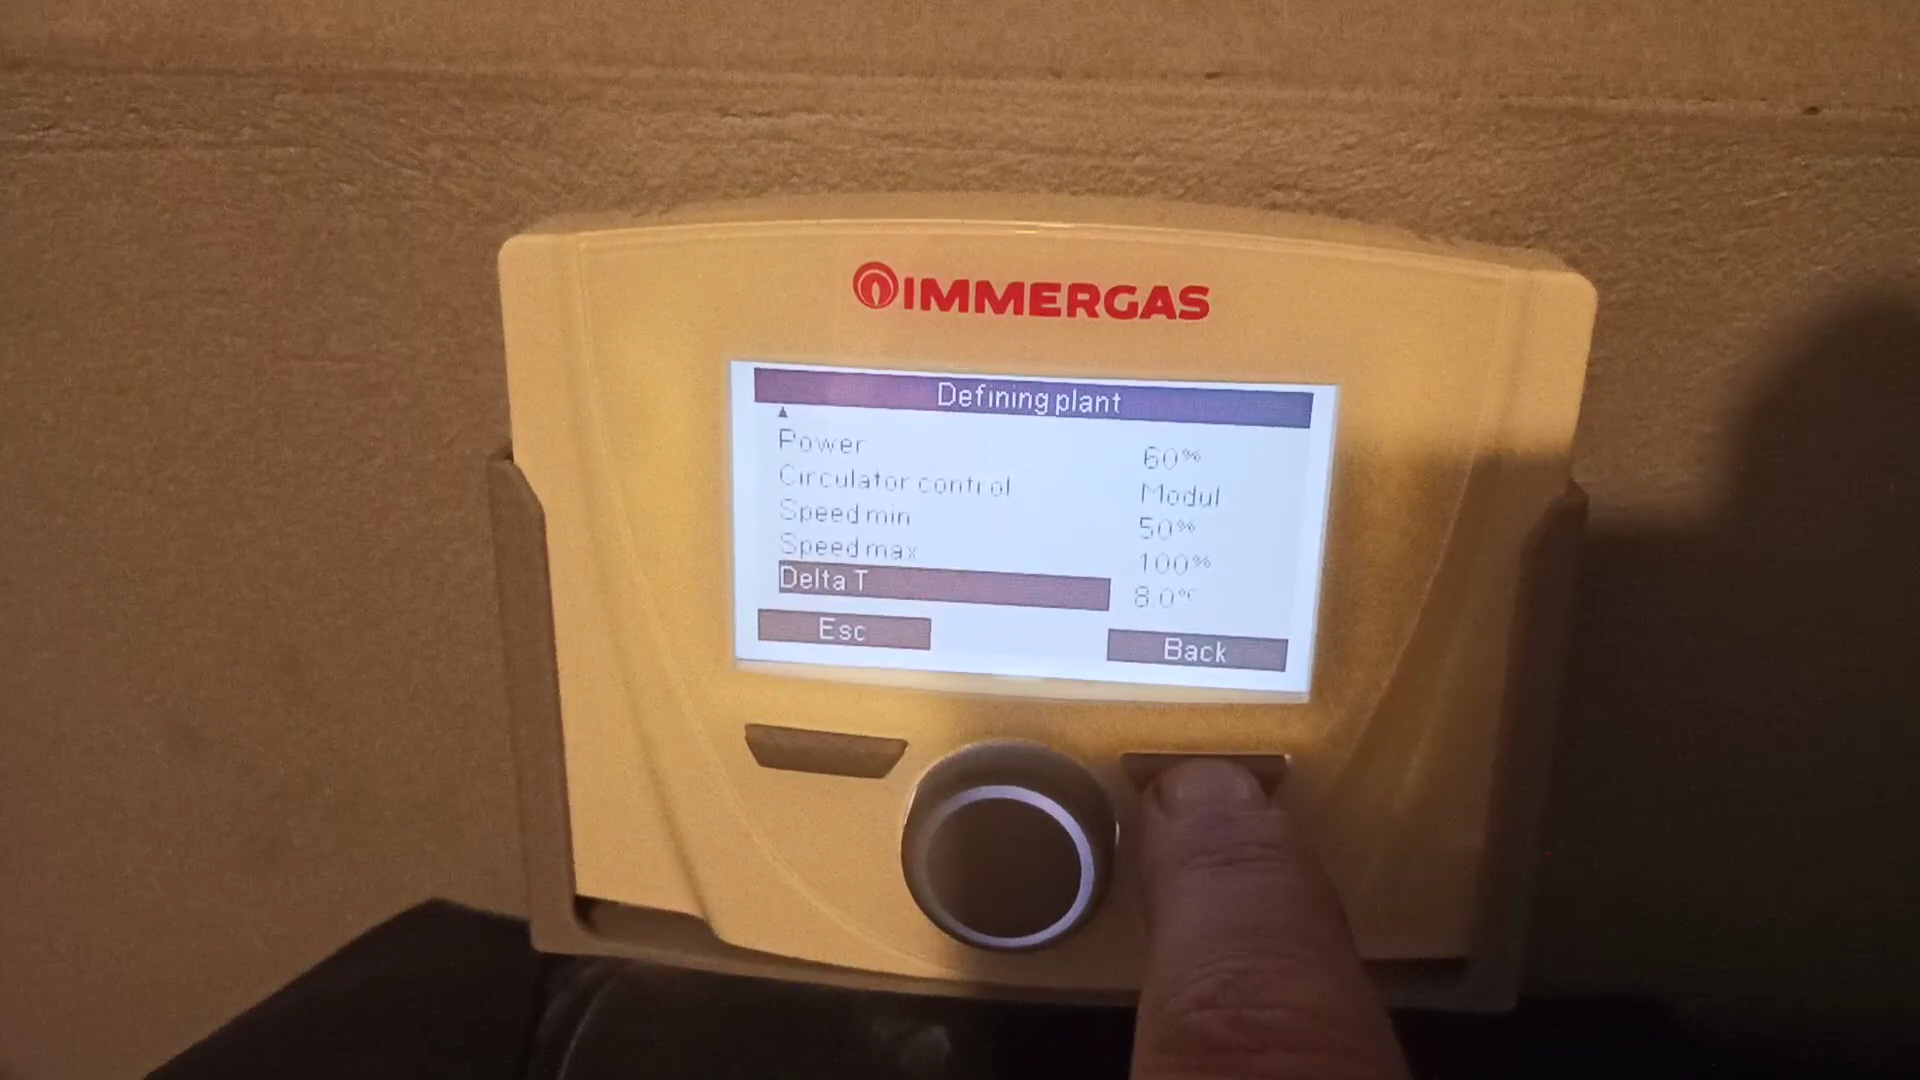 IMMERGAS
Defining plant
Power 60%
Circulator control Modul
Speed min 50%
Speed max 100%
Delta T 8.0°C
Esc Back